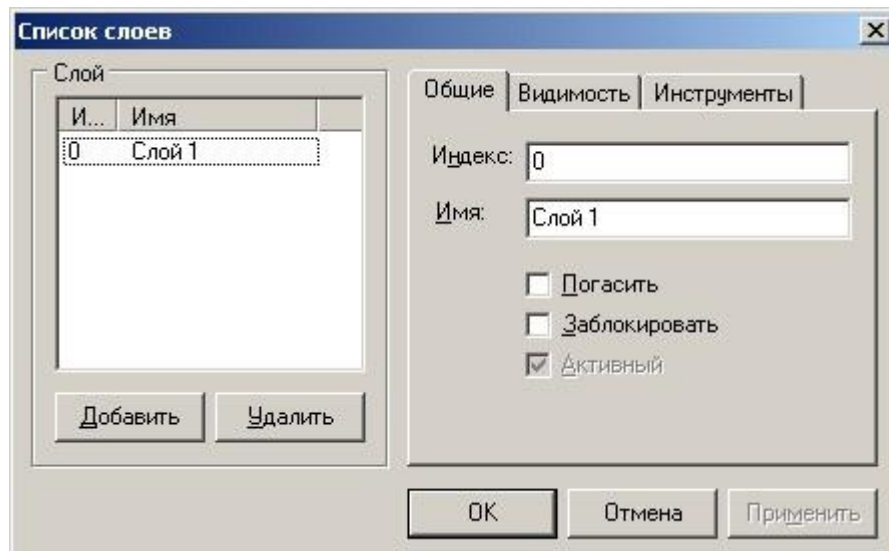 Список слоев
Слой
И... Имя
0 Слой 1
Добавить Удалить
Общие Видимость Инструменты
Индекс: 0
Имя: Слой 1
Погасить
Заблокировать
Активный
OK Отмена Применить